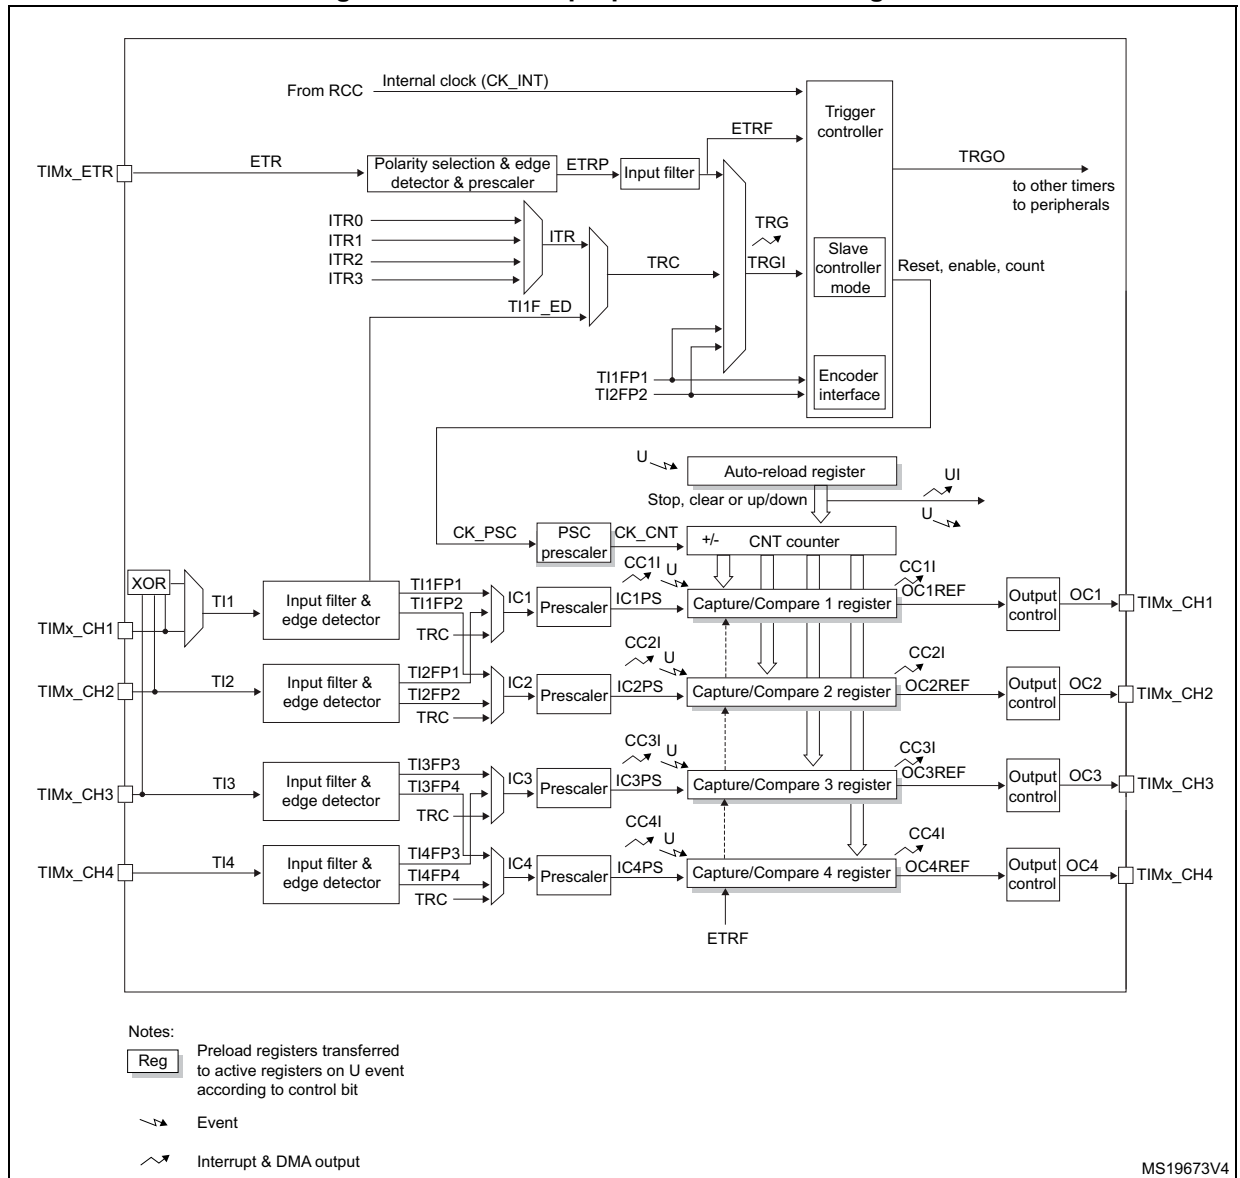 Internal clock (CK_INT)
From RCC
Trigger
controller
ETRF
TIMx_ETR
ETR
Polarity selection & edge
detector & prescaler
ETRP
Input filter
TRGO
to other timers
to peripherals
ITR0
ITR1
ITR2
ITR3
ITR
TRC
TI1F_ED
TRG
TRGI
Slave
controller
mode
Reset, enable, count
TI1FP1
TI2FP2
Encoder
interface
U
Auto-reload register
UI
Stop, clear or up/down
U
CK_PSC
PSC
prescaler
CK_CNT
+/-
CNT counter
XOR
TI1
TIMx_CH1
Input filter &
edge detector
TI1FP1
TI1FP2
TRC
IC1
Prescaler
IC1PS
CC1I
U
Capture/Compare 1 register
CC1I
OC1REF
Output
control
OC1
TIMx_CH1
TIMx_CH2
TI2
Input filter &
edge detector
TI2FP1
TI2FP2
TRC
IC2
Prescaler
IC2PS
CC2I
U
Capture/Compare 2 register
CC2I
OC2REF
Output
control
OC2
TIMx_CH2
TIMx_CH3
TI3
Input filter &
edge detector
TI3FP3
TI3FP4
TRC
IC3
Prescaler
IC3PS
CC3I
U
Capture/Compare 3 register
CC3I
OC3REF
Output
control
OC3
TIMx_CH3
TIMx_CH4
TI4
Input filter &
edge detector
TI4FP3
TI4FP4
TRC
IC4
Prescaler
IC4PS
CC4I
U
Capture/Compare 4 register
CC4I
OC4REF
Output
control
OC4
TIMx_CH4
ETRF
Notes:
Reg
Preload registers transferred
to active registers on U event
according to control bit
Event
Interrupt & DMA output
MS19673V4